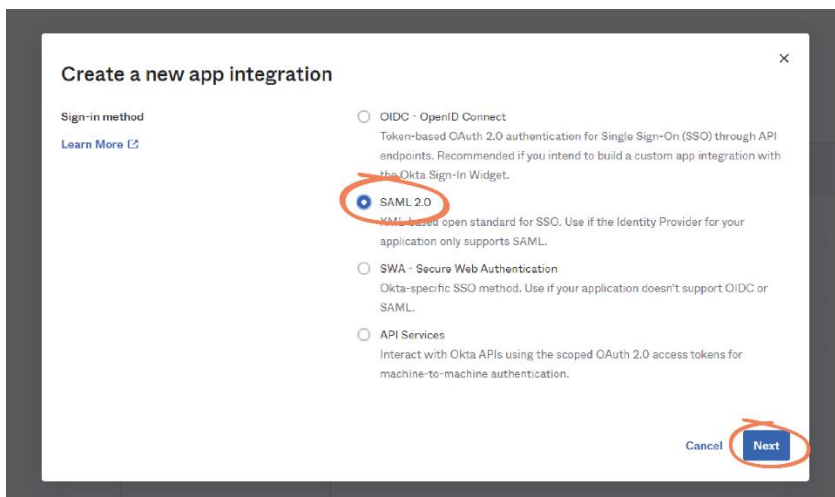 Create a new app integration
Sign-in method
Learn More
OIDC - OpenID Connect
Token-based OAuth 2.0 authentication for Single Sign-On (SSO) through API
endpoints. Recommended if you intend to build a custom app integration with
the Okta Sign-In Widget.
SAML 2.0
XML-based open standard for SSO. Use if the Identity Provider for your
application only supports SAML.
SWA - Secure Web Authentication
Okta-specific SSO method. Use if your application doesn't support OIDC or
SAML.
API Services
Interact with Okta APIs using the scoped OAuth 2.0 access tokens for
machine-to-machine authentication.
Cancel
Next